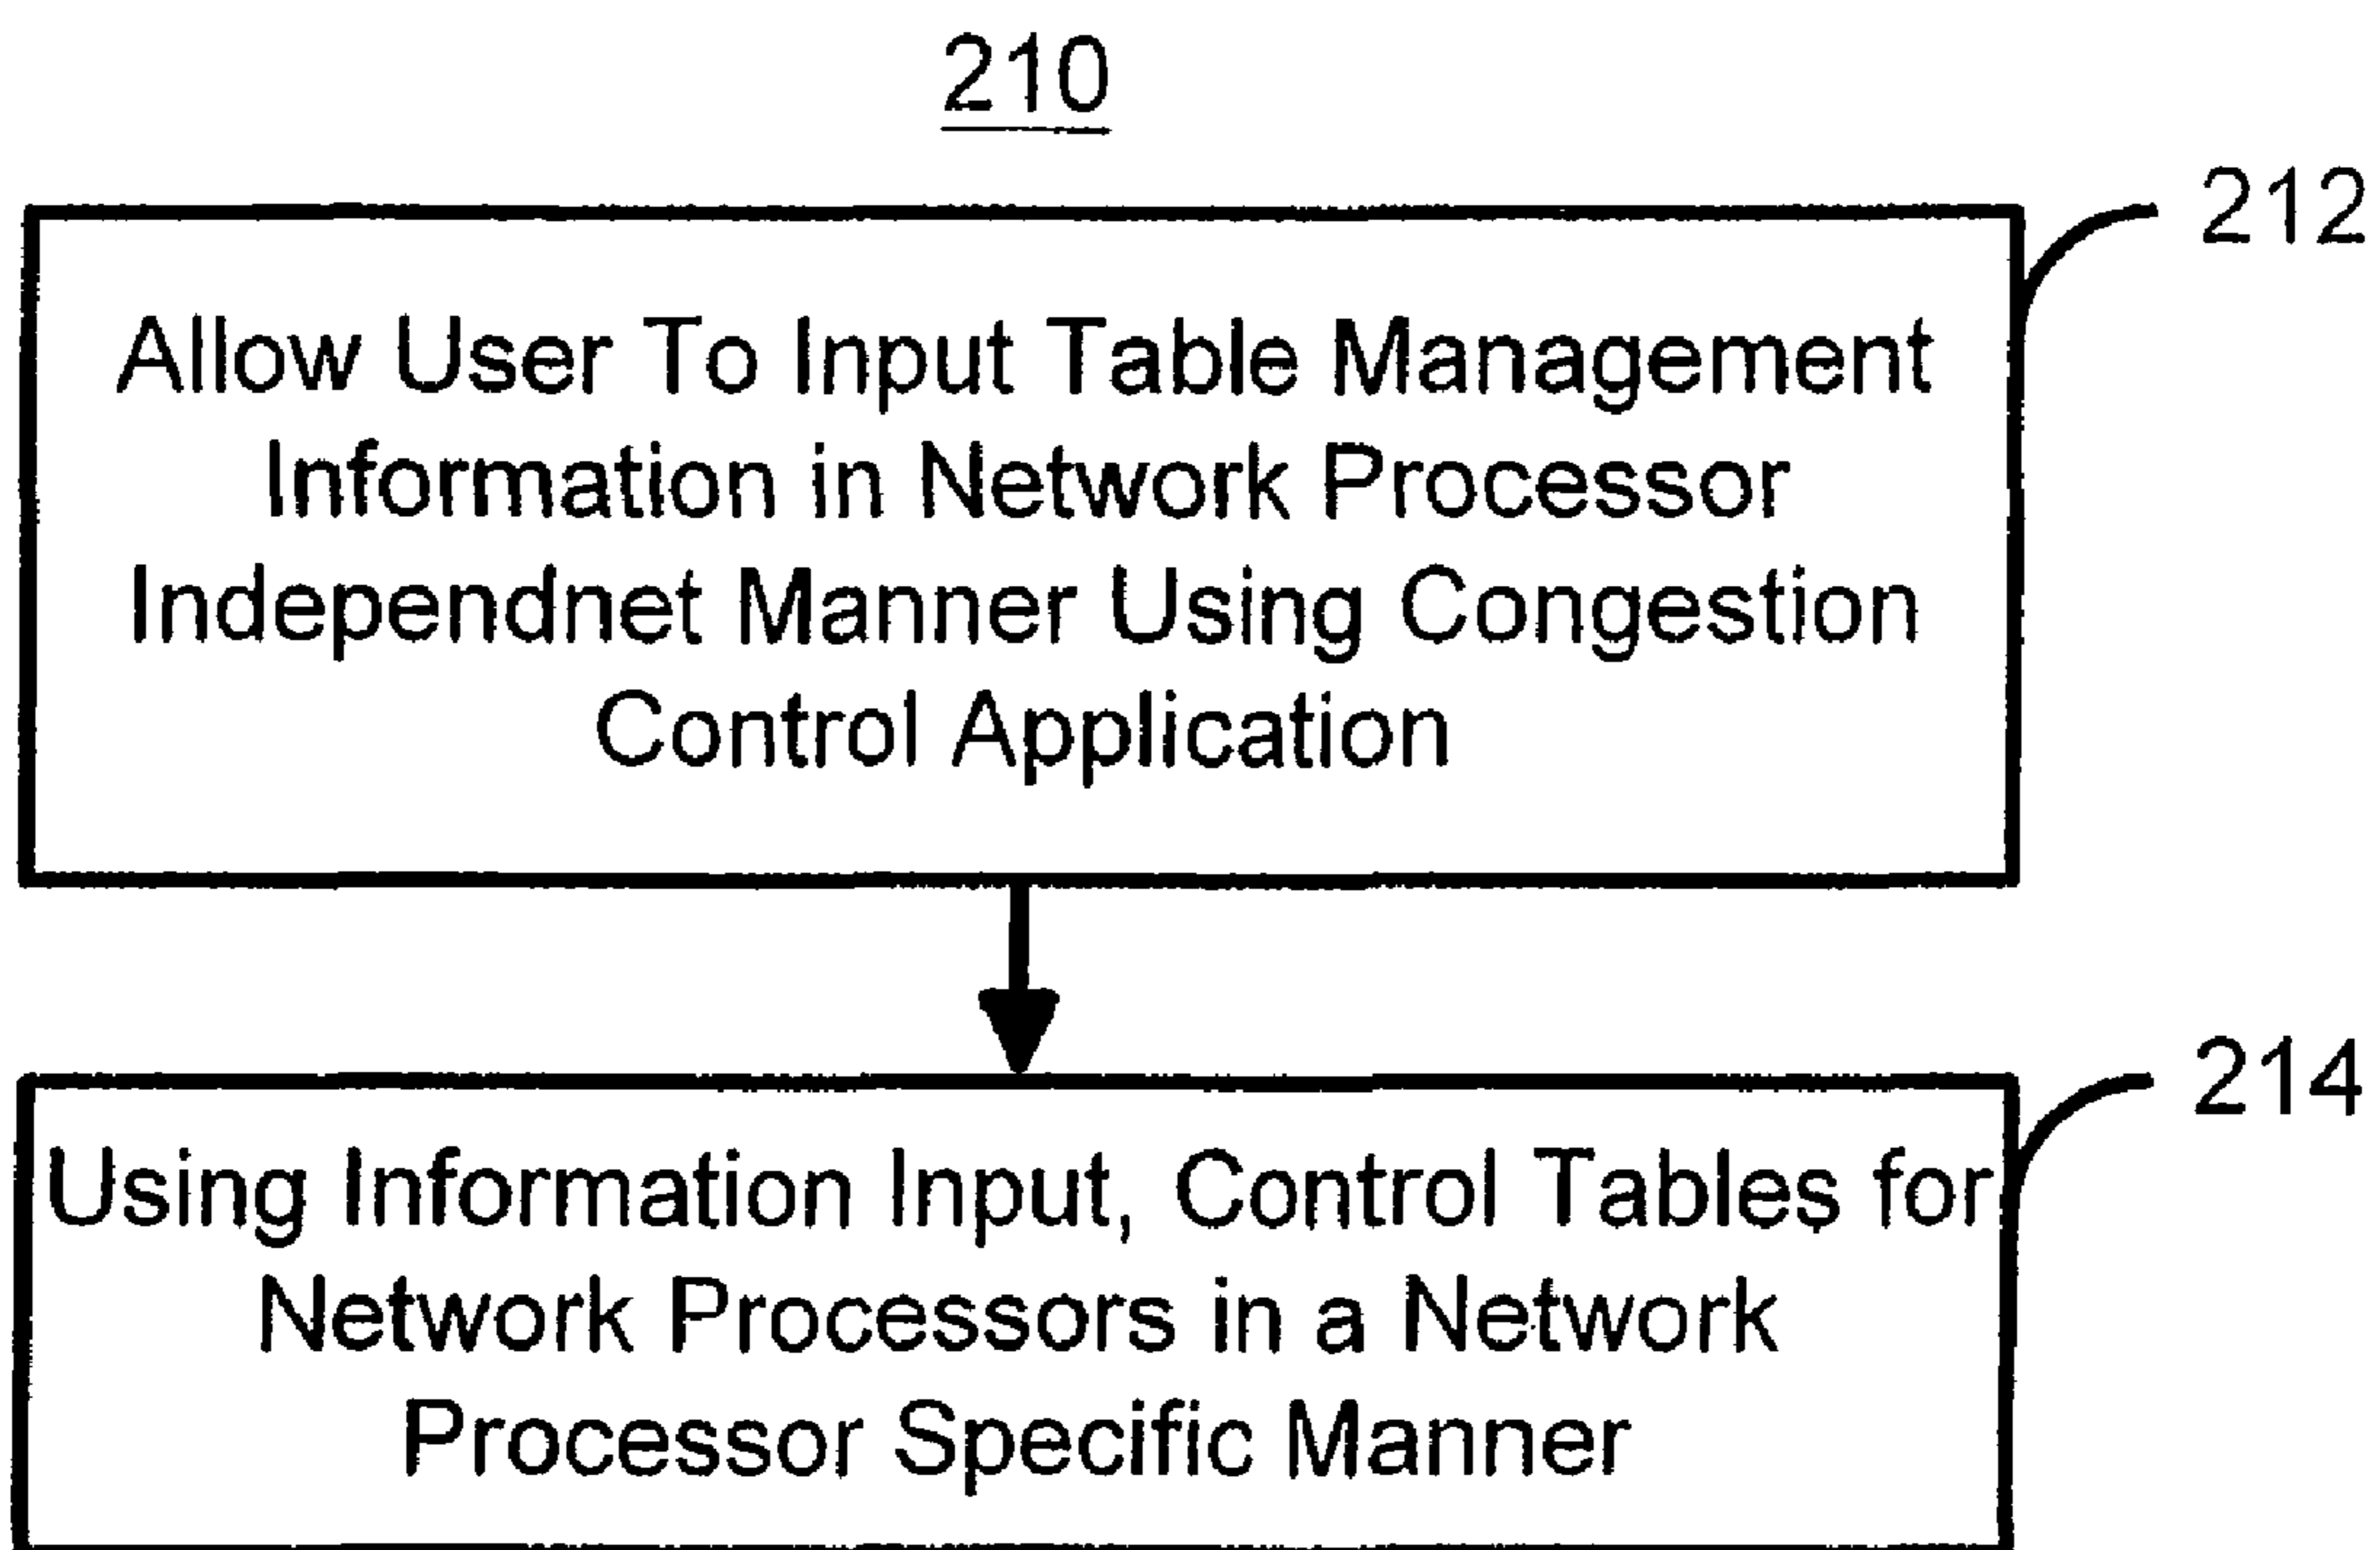 210
212
Allow User To Input Table Management
Information in Network Processor
Independnet Manner Using Congestion
Control Application
214
Using Information Input, Control Tables for
Network Processors in a Network
Processor Specific Manner